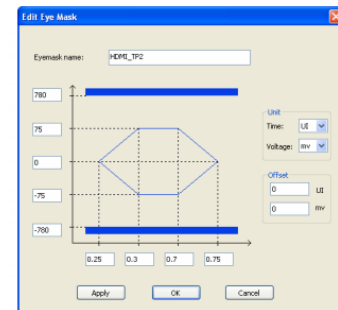 Edit Eye Mask
Eyemask name: HDMI_TP2
780
75
0
-75
-780
0.25 0.3 0.7 0.75
Unit
Time: UI
Voltage: mv
Offset
0 UI
0 mv
Apply OK Cancel